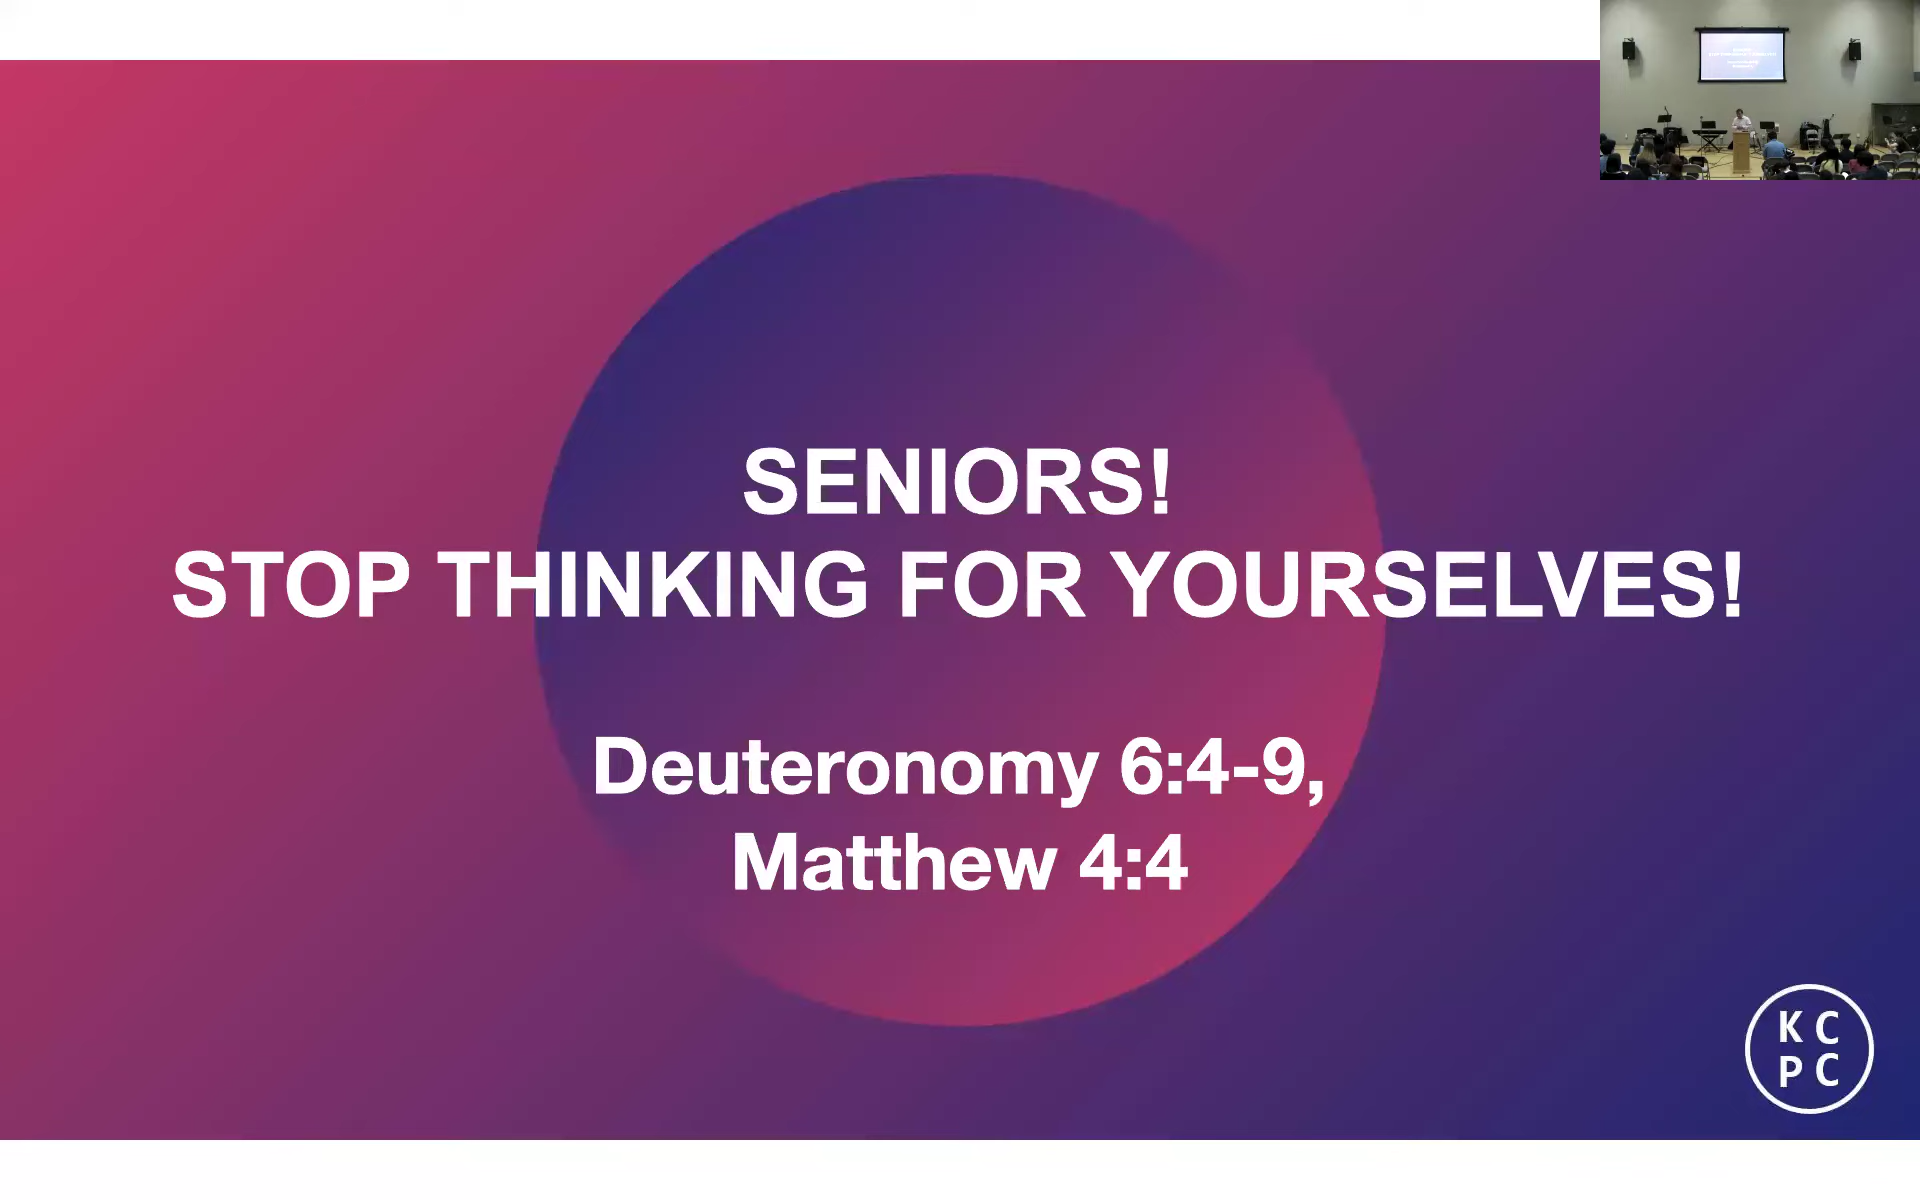 SENIORS!
STOP THINKING FOR YOURSELVES!
Deuteronomy 6:4-9,
Matthew 4:4
K C
P C